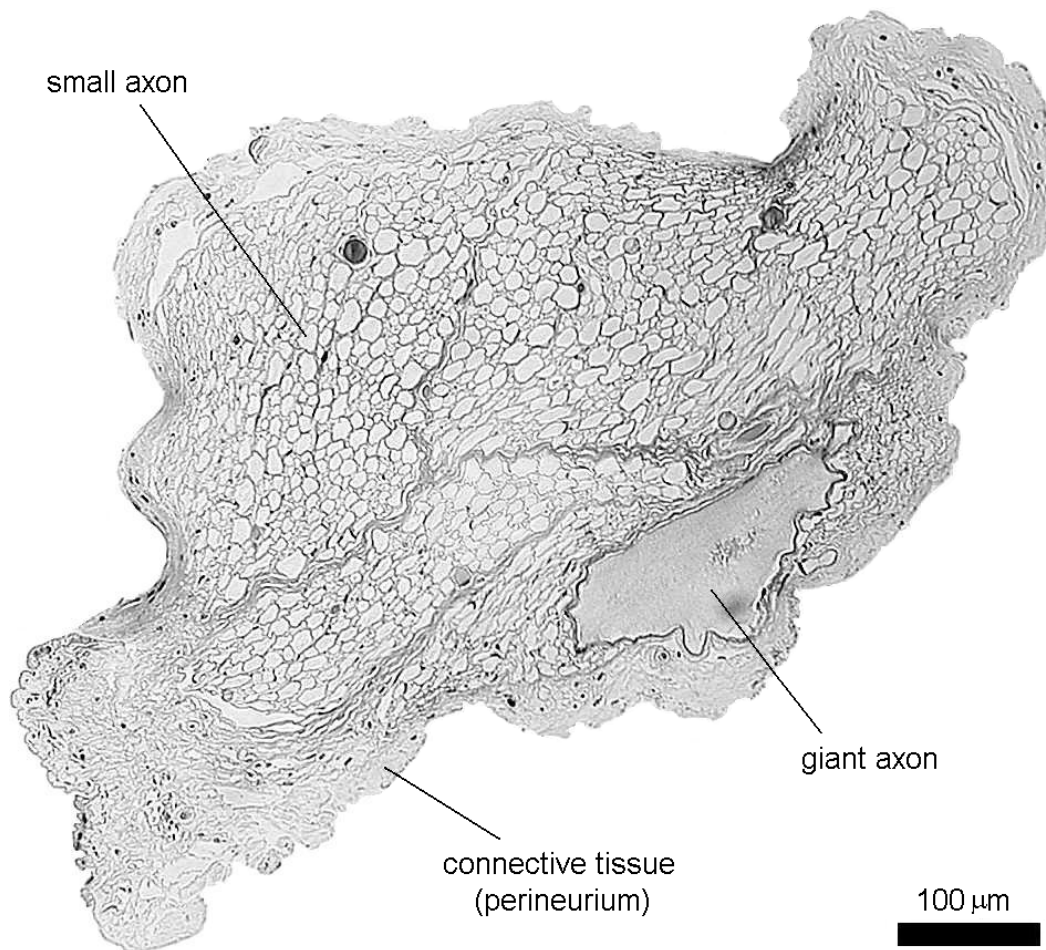 small axon
giant axon
connective tissue
(perineurium)
100 μm